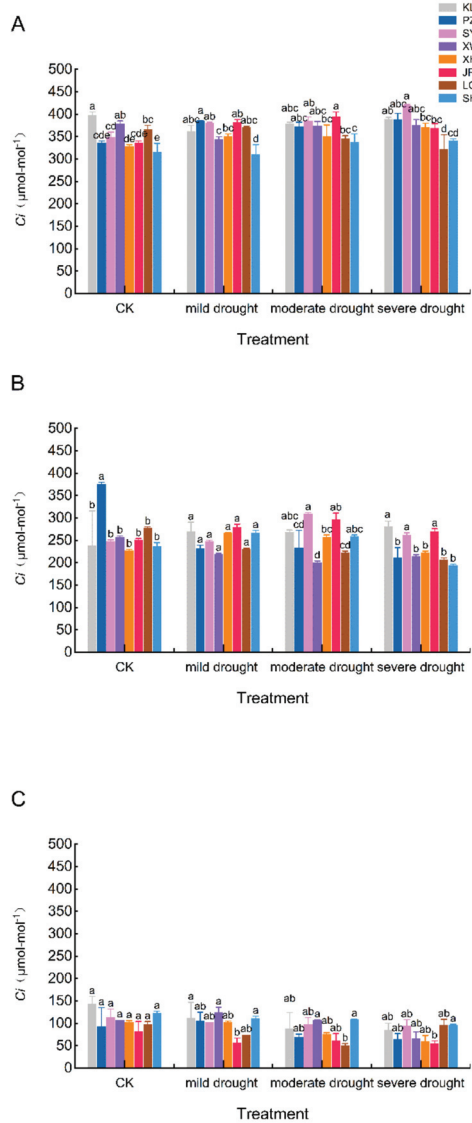 A
500
450
400
350
300
250
200
150
100
50
0
Ci (μmol-mol⁻¹)
a cde cd ab de cde bc e
abc a ab c bc ab abc d
abc abc ab abc abc a bc c
ab abc a abc abc abc d cd
CK mild drought moderate drought severe drought
Treatment
B
500
450
400
350
300
250
200
150
100
50
0
Ci (μmol-mol⁻¹)
b a b b b b b b
a a a a a a a a
abc cd a d bc ab cd abc
a b a b b a b b
CK mild drought moderate drought severe drought
Treatment
C
500
450
400
350
300
250
200
150
100
50
0
Ci (μmol-mol⁻¹)
a a a a a a a a
a ab ab a ab b ab a
ab ab ab a ab ab b a
ab ab ab ab b b ab a
CK mild drought moderate drought severe drought
Treatment